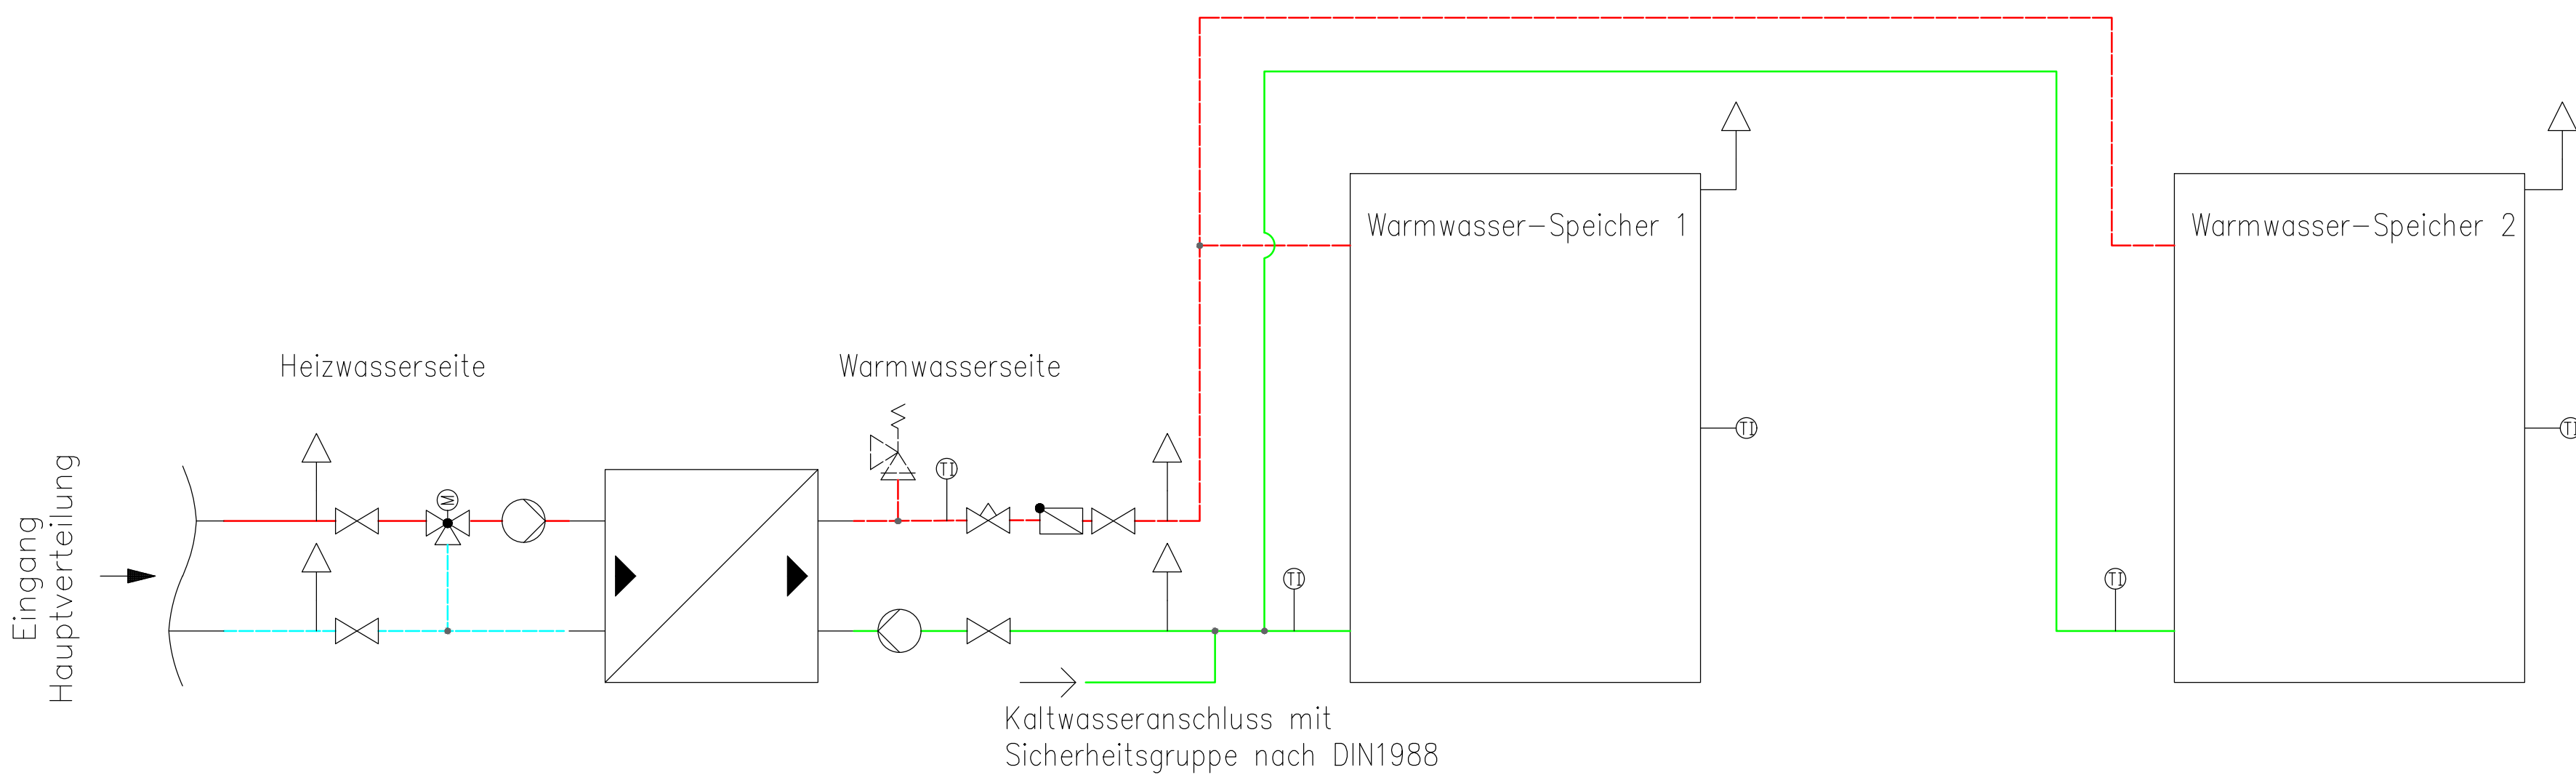 Warmwasser-Speicher 1
Warmwasser-Speicher 2
Heizwasserseite
Warmwasserseite
Eingang
Hauptverteilung
M
TI
TI
TI
TI
TI
Kaltwasseranschluss mit
Sicherheitsgruppe nach DIN1988